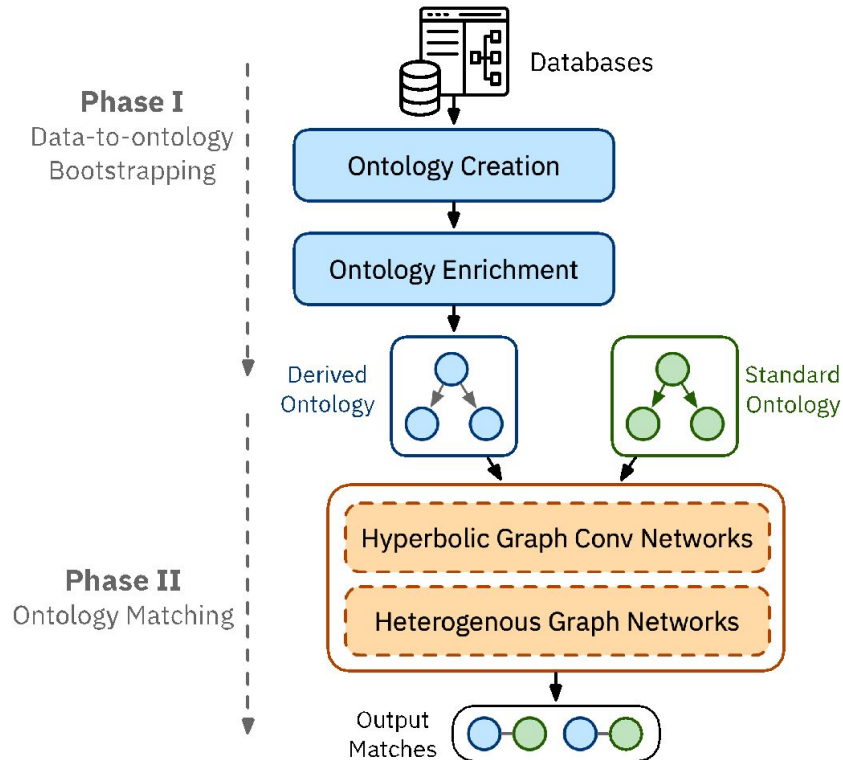 Databases
Phase I
Data-to-ontology
Bootstrapping
Ontology Creation
Ontology Enrichment
Derived
Ontology
Standard
Ontology
Phase II
Ontology Matching
Hyperbolic Graph Conv Networks
Heterogenous Graph Networks
Output
Matches